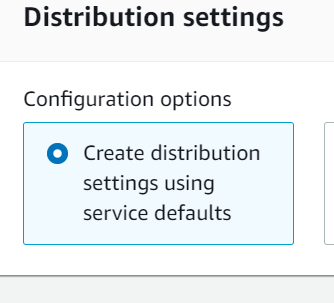 Distribution settings
Configuration options
Create distribution
settings using
service defaults